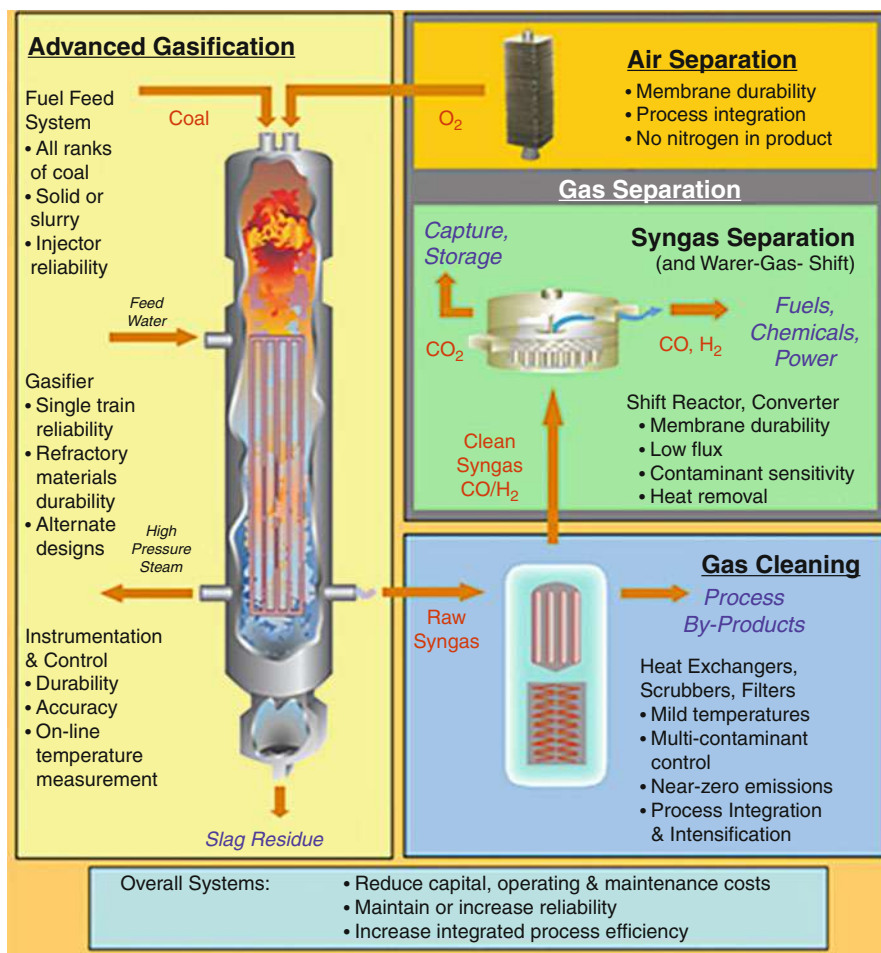 Advanced Gasification
Fuel Feed
System
• All ranks
of coal
• Solid or
slurry
• Injector
reliability
Coal
O2
Feed
Water
Gasifier
• Single train
reliability
• Refractory
materials
durability
• Alternate
designs
High
Pressure
Steam
Instrumentation
& Control
• Durability
• Accuracy
• On-line
temperature
measurement
Slag Residue
Air Separation
• Membrane durability
• Process integration
• No nitrogen in product
Gas Separation
Capture,
Storage
Syngas Separation
(and Warer-Gas- Shift)
CO2
CO, H2
Fuels,
Chemicals,
Power
Clean
Syngas
CO/H2
Shift Reactor, Converter
• Membrane durability
• Low flux
• Contaminant sensitivity
• Heat removal
Raw
Syngas
Gas Cleaning
Process
By-Products
Heat Exchangers,
Scrubbers, Filters
• Mild temperatures
• Multi-contaminant
control
• Near-zero emissions
• Process Integration
& Intensification
Overall Systems:
• Reduce capital, operating & maintenance costs
• Maintain or increase reliability
• Increase integrated process efficiency